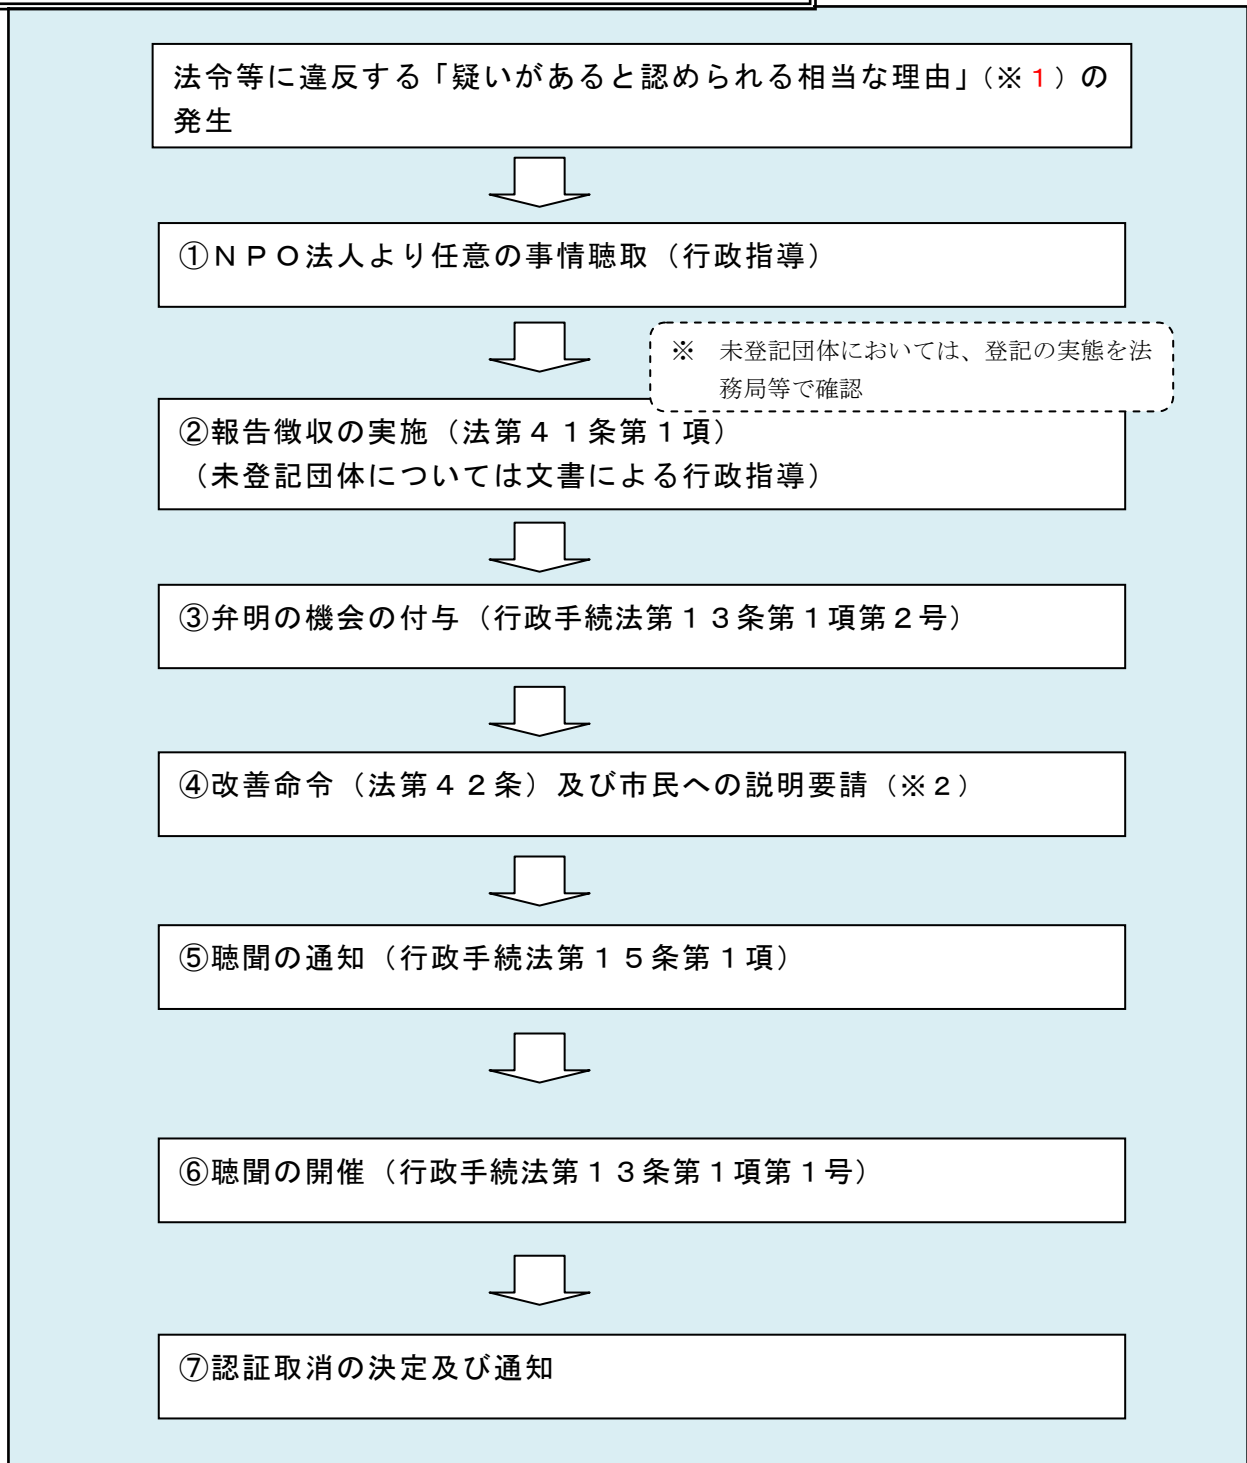 法令等に違反する「疑いがあると認められる相当な理由」（※１）の
発生
①ＮＰＯ法人より任意の事情聴取（行政指導）
※　未登記団体においては、登記の実態を法
務局等で確認
②報告徴収の実施（法第４１条第１項）
（未登記団体については文書による行政指導）
③弁明の機会の付与（行政手続法第１３条第１項第２号）
④改善命令（法第４２条）及び市民への説明要請（※２）
⑤聴聞の通知（行政手続法第１５条第１項）
⑥聴聞の開催（行政手続法第１３条第１項第１号）
⑦認証取消の決定及び通知